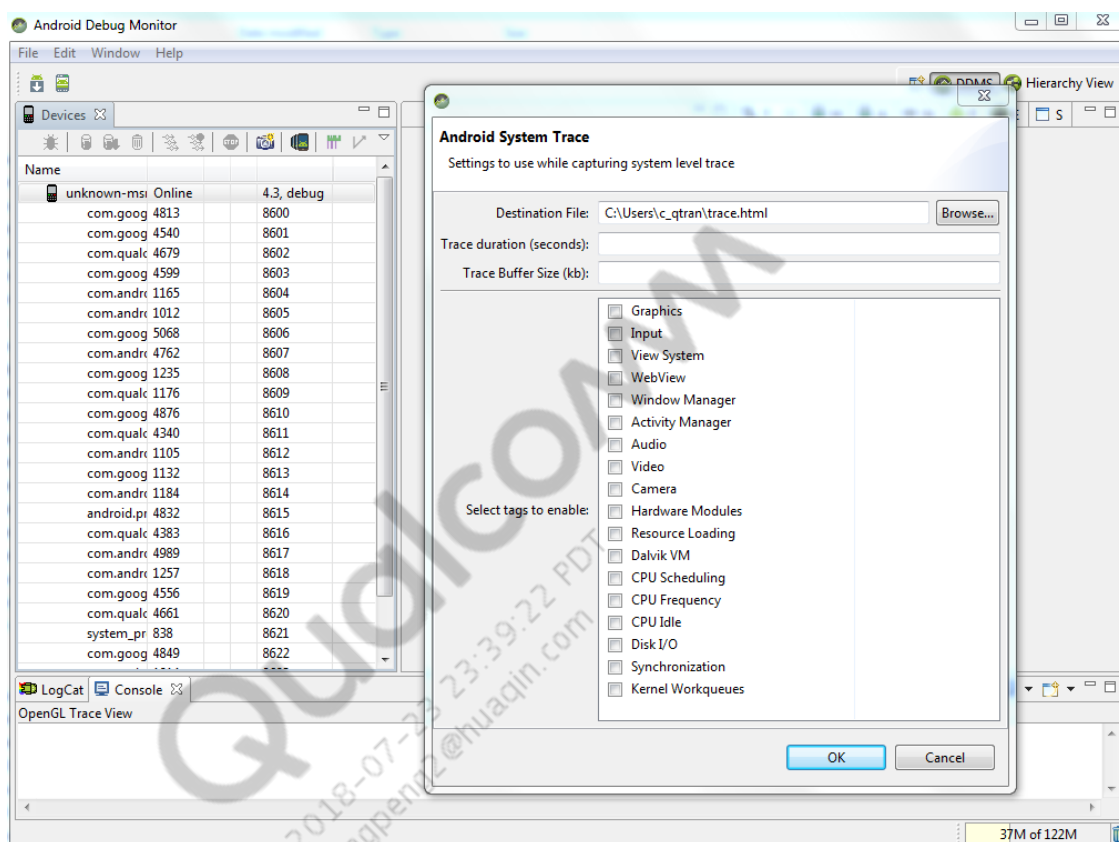 Android Debug Monitor
File Edit Window Help
DDMS Hierarchy View
Devices
S
Name
unknown-msi Online 4.3, debug
com.goog 4813 8600
com.goog 4540 8601
com.qualc 4679 8602
com.goog 4599 8603
com.andrc 1165 8604
com.andrc 1012 8605
com.goog 5068 8606
com.andrc 4762 8607
com.goog 1235 8608
com.qualc 1176 8609
com.goog 4876 8610
com.qualc 4340 8611
com.andrc 1105 8612
com.goog 1132 8613
com.andrc 1184 8614
android.pr 4832 8615
com.qualc 4383 8616
com.andrc 4989 8617
com.andrc 1257 8618
com.goog 4556 8619
com.qualc 4661 8620
system_pr 838 8621
com.goog 4849 8622
Android System Trace
Settings to use while capturing system level trace
Destination File: C:\Users\c_qtran\trace.html Browse...
Trace duration (seconds):
Trace Buffer Size (kb):
Select tags to enable:
Graphics
Input
View System
WebView
Window Manager
Activity Manager
Audio
Video
Camera
Hardware Modules
Resource Loading
Dalvik VM
CPU Scheduling
CPU Frequency
CPU Idle
Disk I/O
Synchronization
Kernel Workqueues
OK Cancel
LogCat Console
OpenGL Trace View
37M of 122M
Qualcomm
2018-07-23 23:39:22 PDT
@huaqin.com